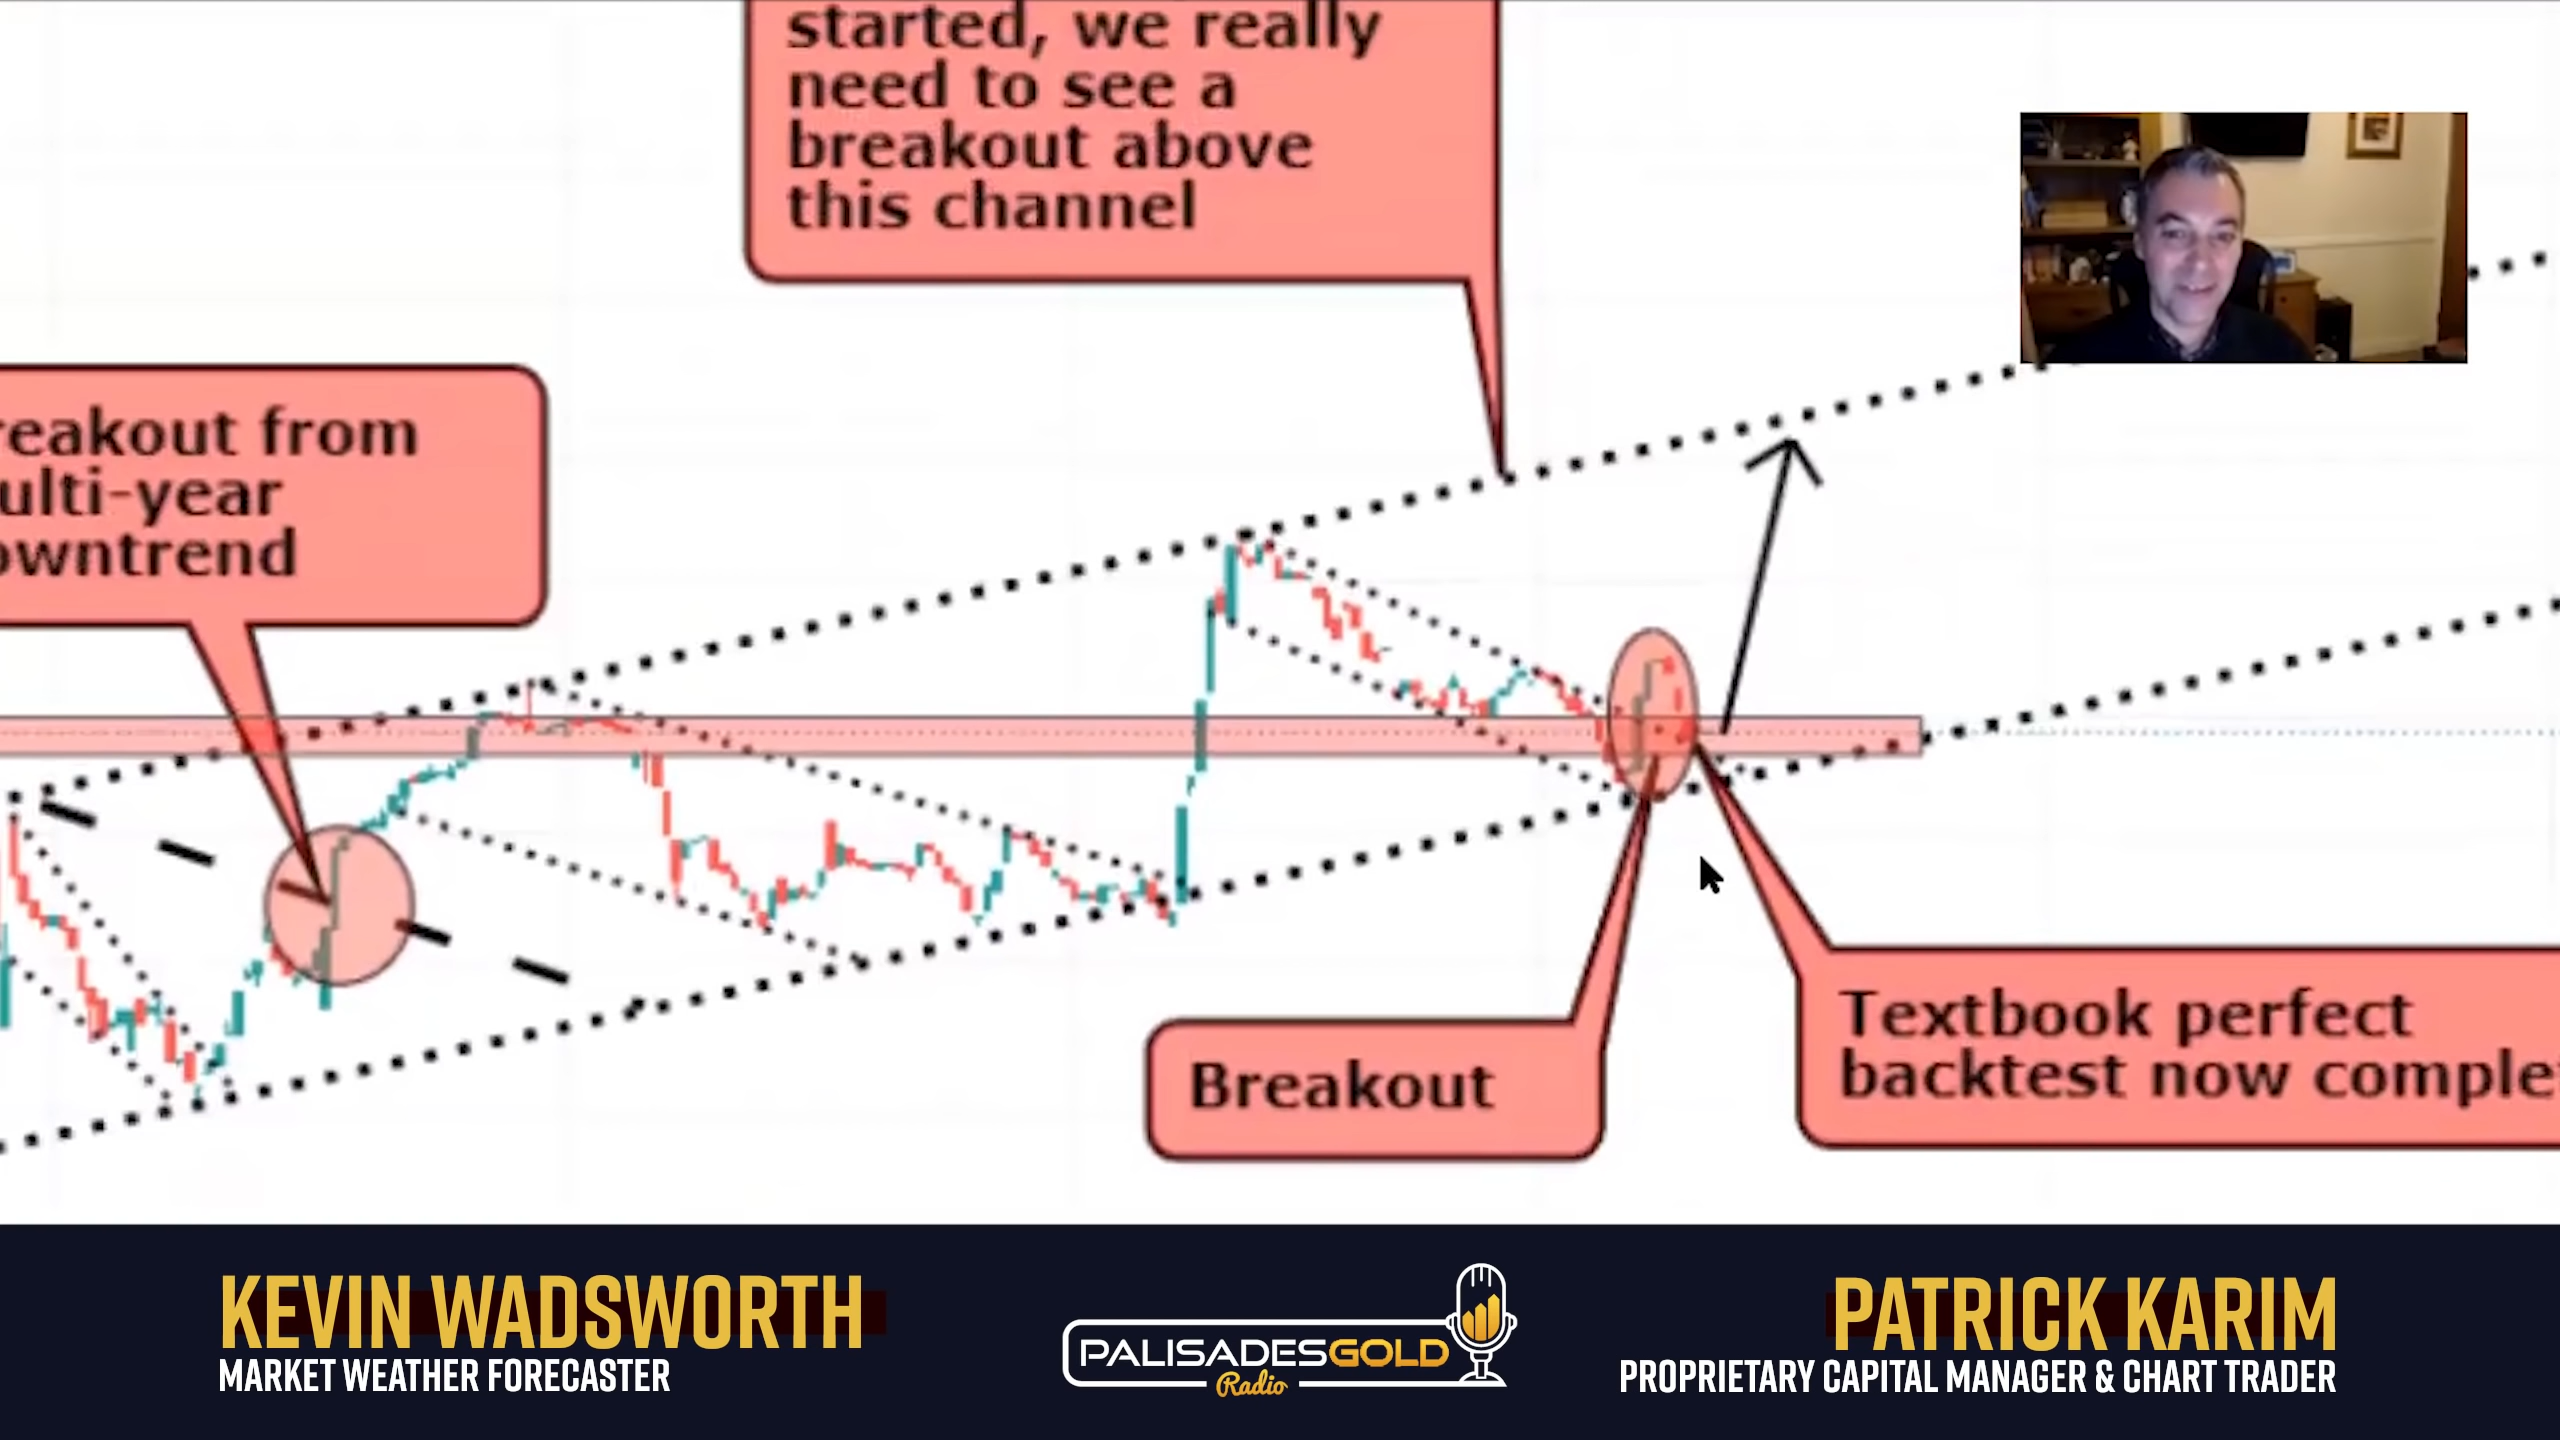 started, we really
need to see a
breakout above
this channel
reakout from
ulti-year
owntrend
Breakout
Textbook perfect
backtest now comple
KEVIN WADSWORTH
MARKET WEATHER FORECASTER
PALISADESGOLD
Radio
PATRICK KARIM
PROPRIETARY CAPITAL MANAGER & CHART TRADER